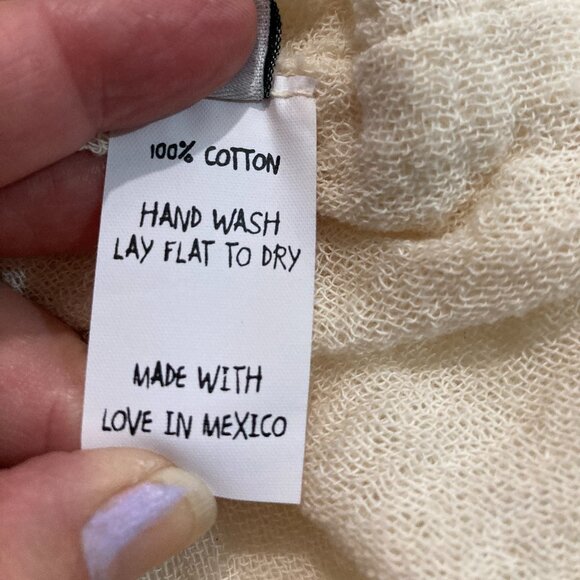 100% COTTON
HAND WASH
LAY FLAT TO DRY
MADE WITH
LOVE IN MEXICO